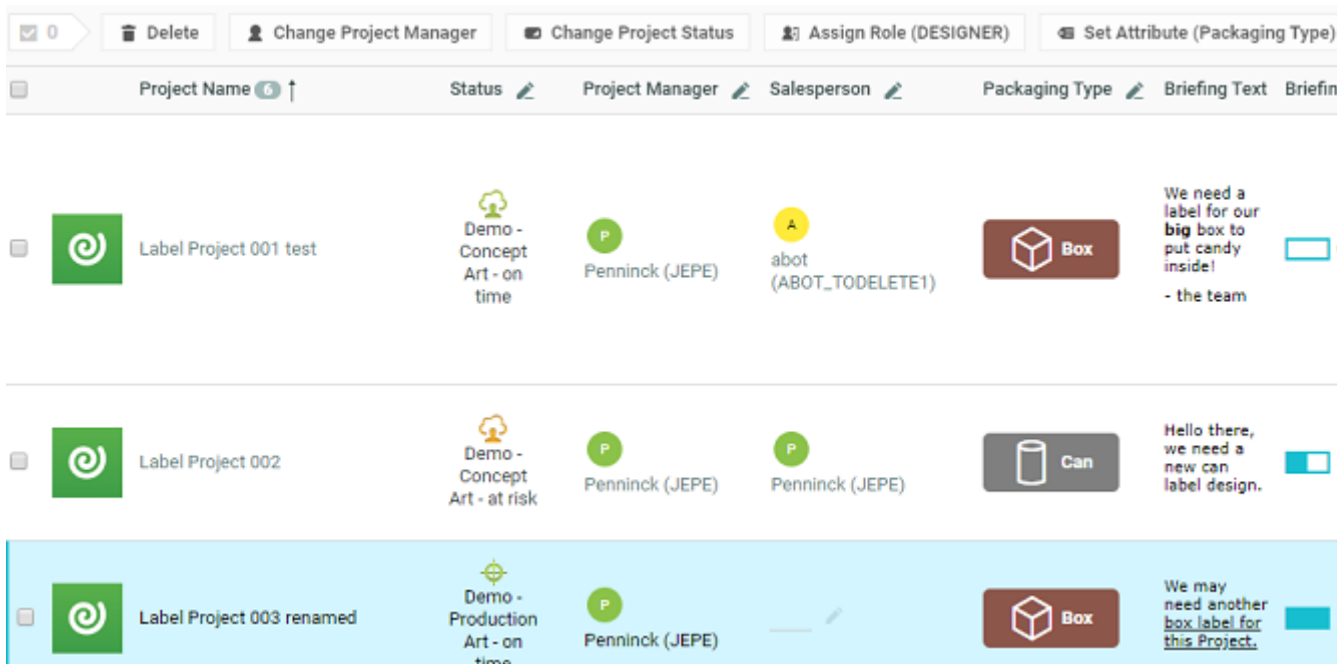 0 Delete Change Project Manager Change Project Status Assign Role (DESIGNER) Set Attribute (Packaging Type)
Project Name 6 ↑ Status Project Manager Salesperson Packaging Type Briefing Text Briefin
Label Project 001 test
Demo -
Concept
Art - on
time
P
Penninck (JEPE)
A
abot
(ABOT_TODELETE1)
Box
We need a
label for our
big box to
put candy
inside!
- the team
Label Project 002
Demo -
Concept
Art - at risk
P
Penninck (JEPE)
P
Penninck (JEPE)
Can
Hello there,
we need a
new can
label design.
Label Project 003 renamed
Demo -
Production
Art - on
time
P
Penninck (JEPE)
Box
We may
need another
box label for
this Project.